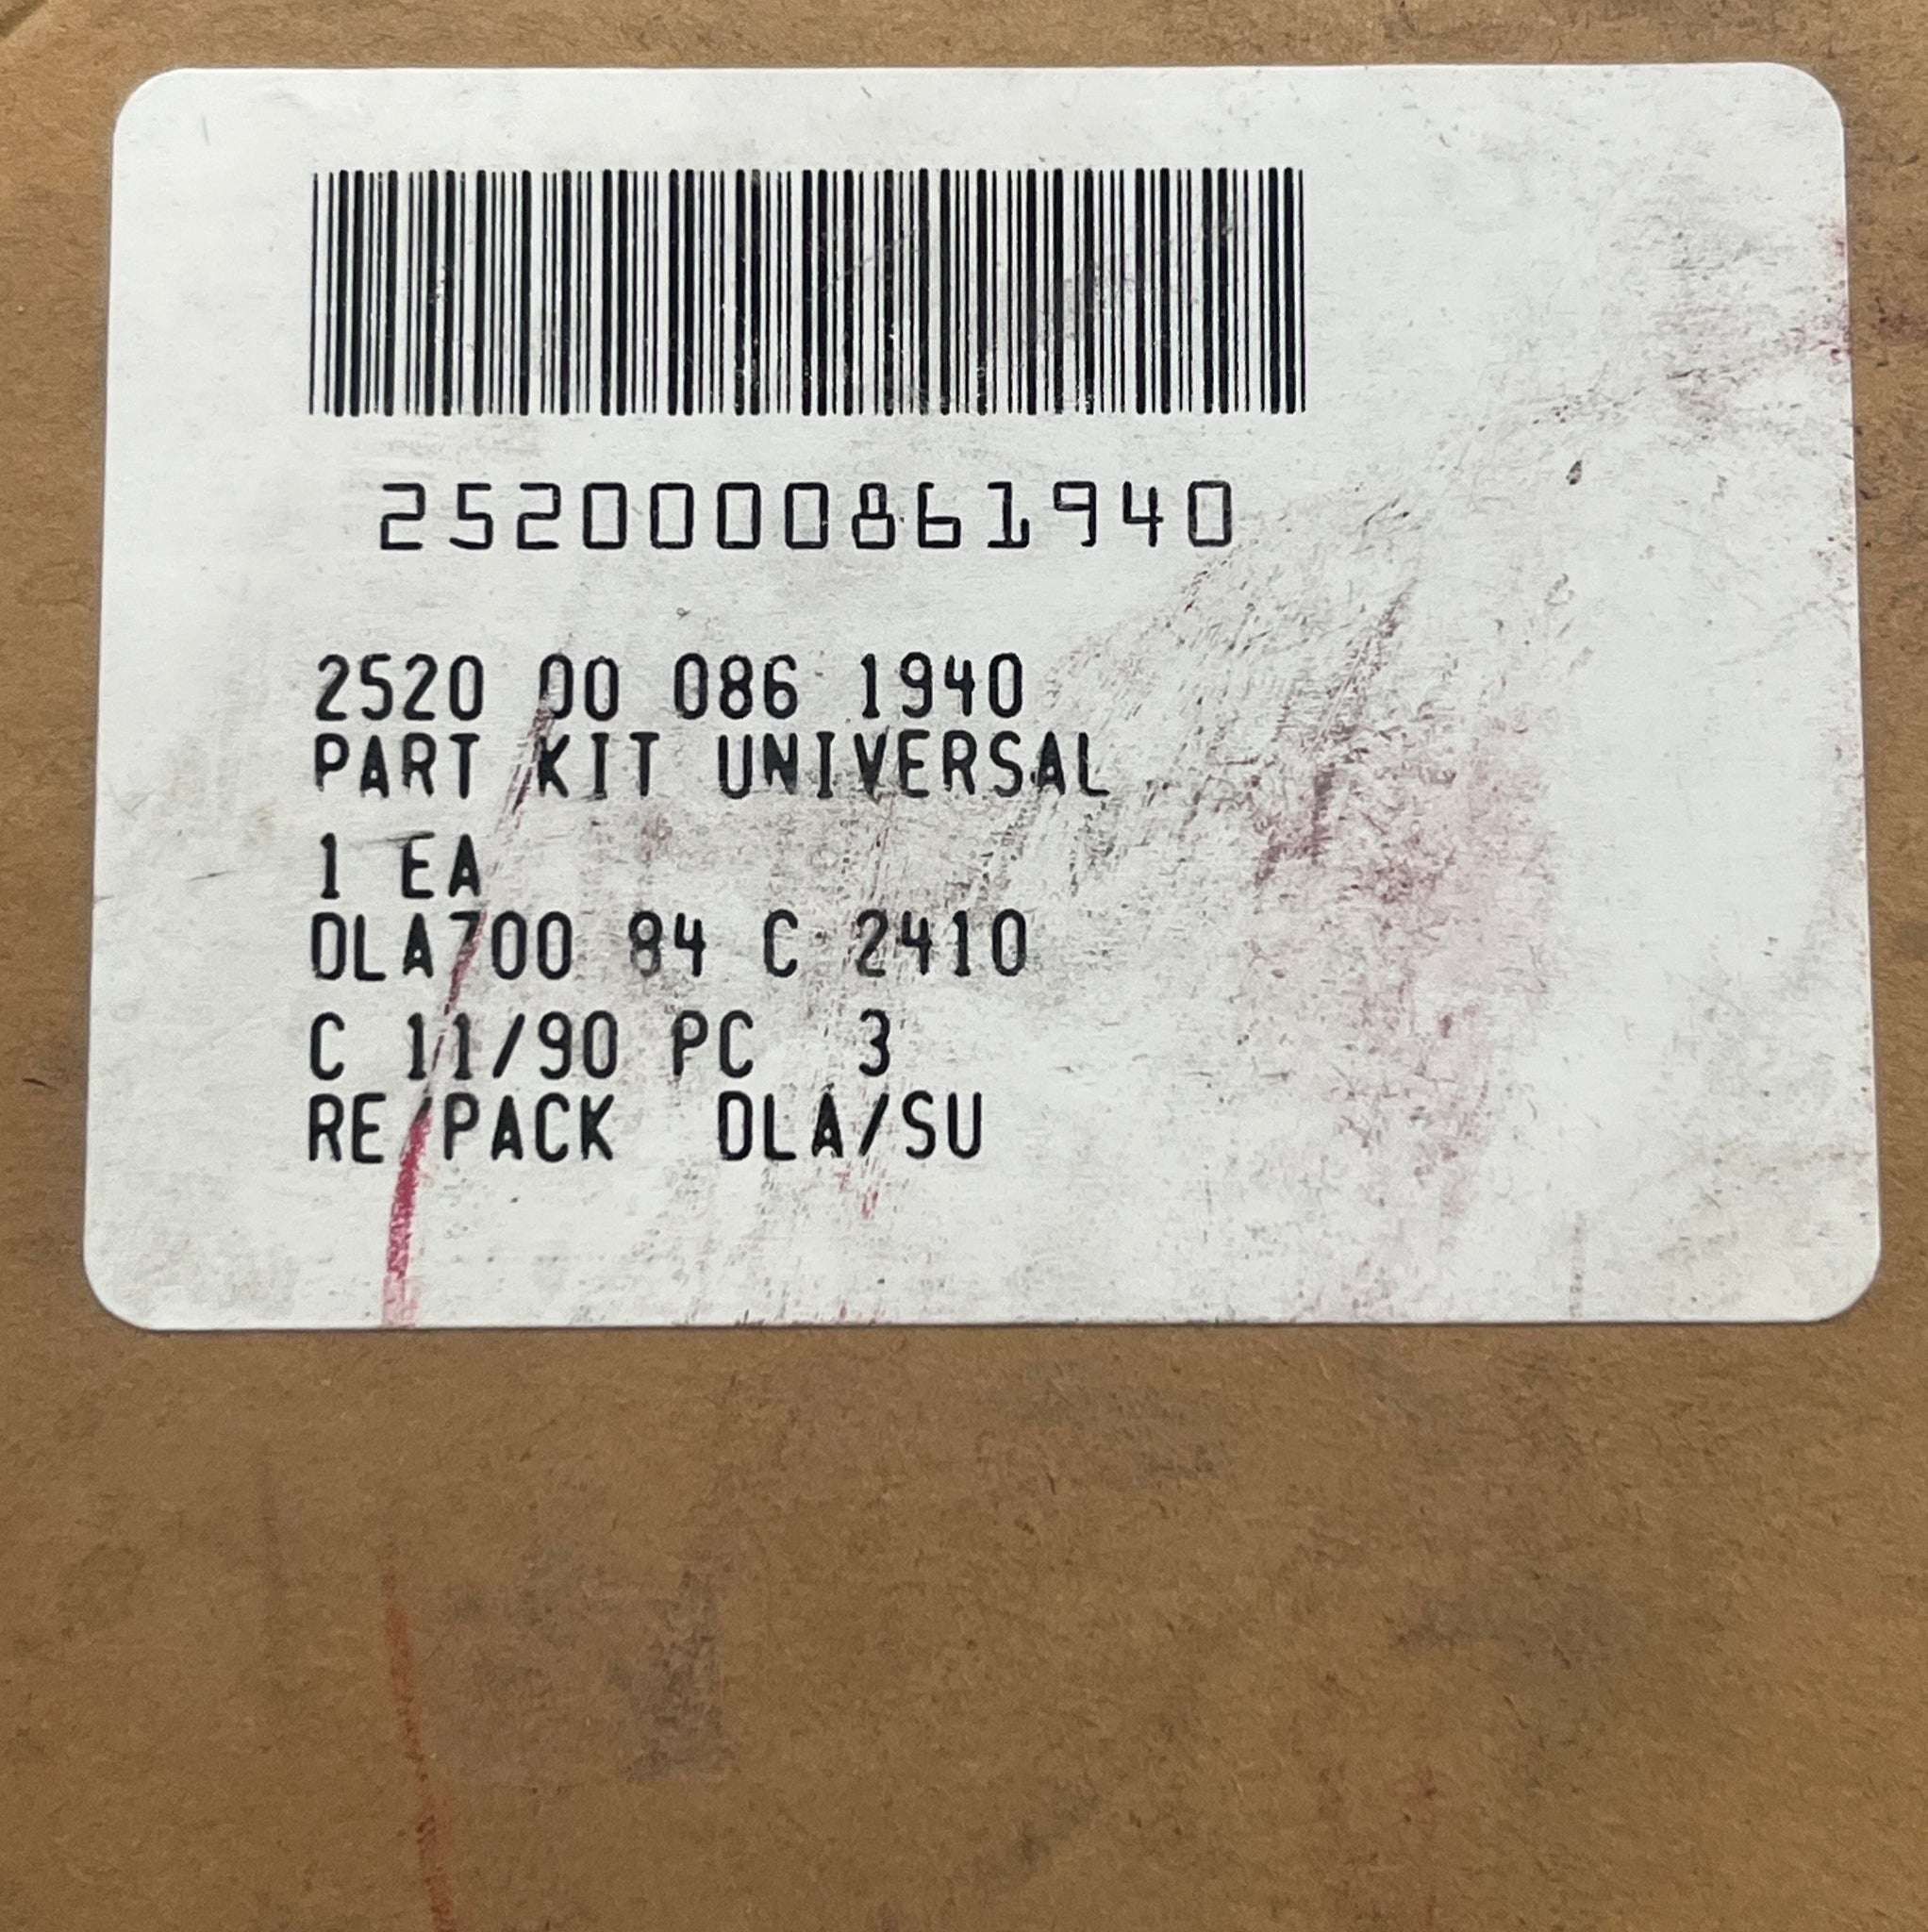 2520000861940
2520 00 086 1940
PART KIT UNIVERSAL
1 EA
DLA700 84 C 2410
C 11/90 PC 3
RE/PACK DLA/SU